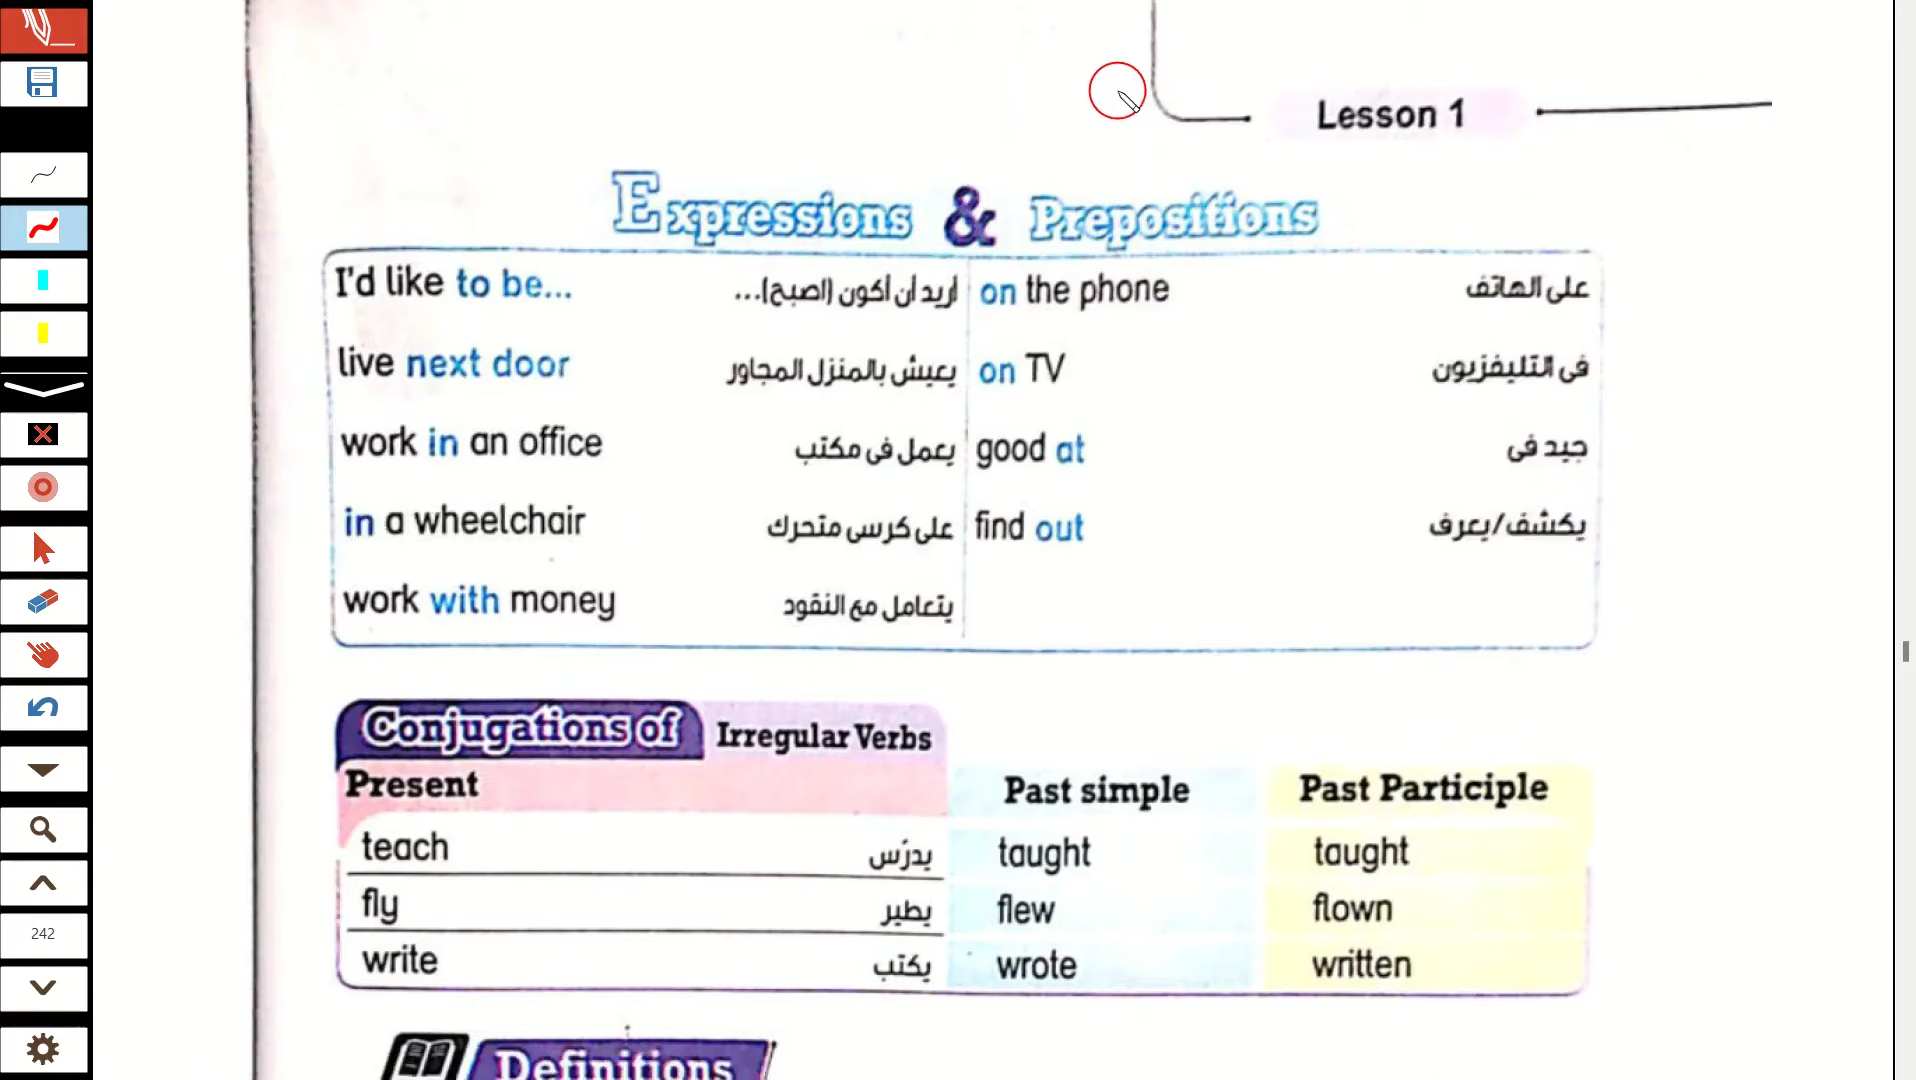 Lesson 1
Expressions & Prepositions
I'd like to be... أريد أن أكون (اصبح)...
on the phone على الهاتف
live next door يعيش بالمنزل المجاور
on TV فى التليفزيون
work in an office يعمل فى مكتب
good at جيد فى
in a wheelchair على كرسى متحرك
find out يكشف/يعرف
work with money يتعامل مع النقود
Conjugations of Irregular Verbs
Present Past simple Past Participle
teach يدرّس taught taught
fly يطير flew flown
write يكتب wrote written
242
Definitions